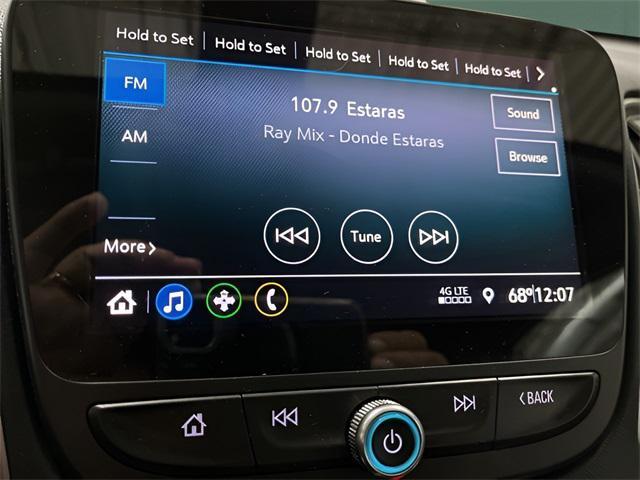 Hold to Set Hold to Set Hold to Set Hold to Set Hold to Set
FM
107.9 Estaras
Sound
Ray Mix - Donde Estaras
AM
Browse
Tune
More
4G LTE
68° 12:07
BACK